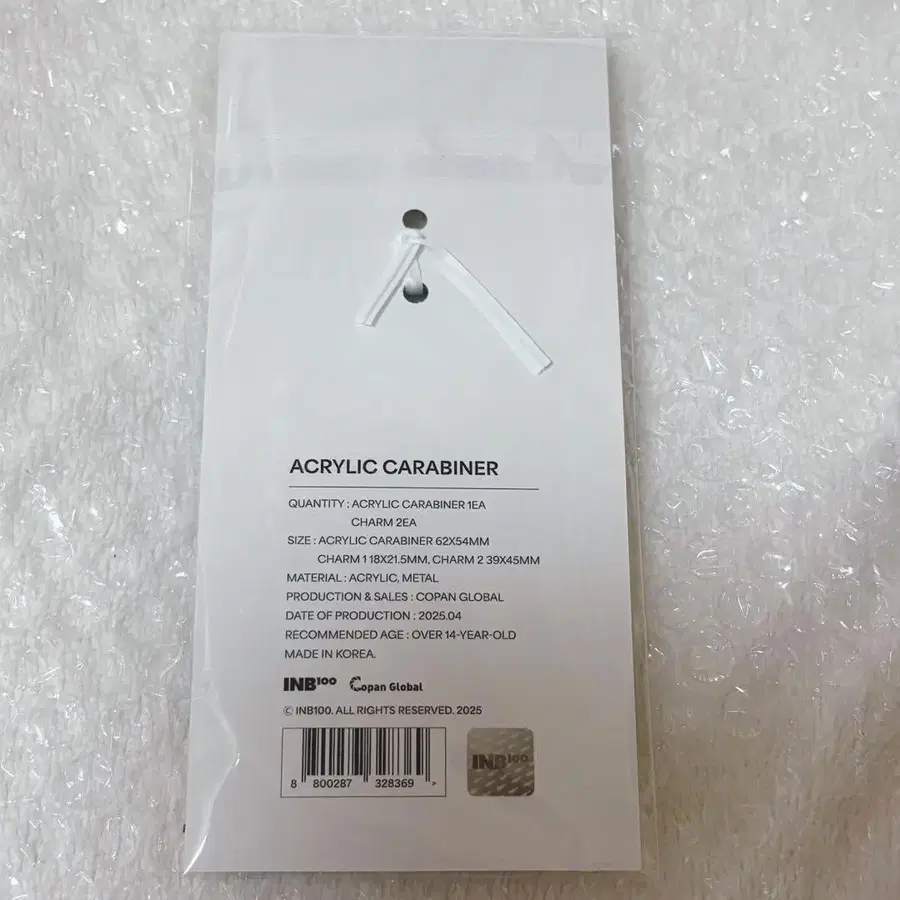 ACRYLIC CARABINER
QUANTITY : ACRYLIC CARABINER 1EA
CHARM 2EA
SIZE : ACRYLIC CARABINER 62X54MM
CHARM 1 18X21.5MM, CHARM 2 39X45MM
MATERIAL : ACRYLIC, METAL
PRODUCTION & SALES : COPAN GLOBAL
DATE OF PRODUCTION : 2025.04
RECOMMENDED AGE : OVER 14-YEAR-OLD
MADE IN KOREA.
INB100 Copan Global
© INB100. ALL RIGHTS RESERVED. 2025
INB100
8 800287 328369 >